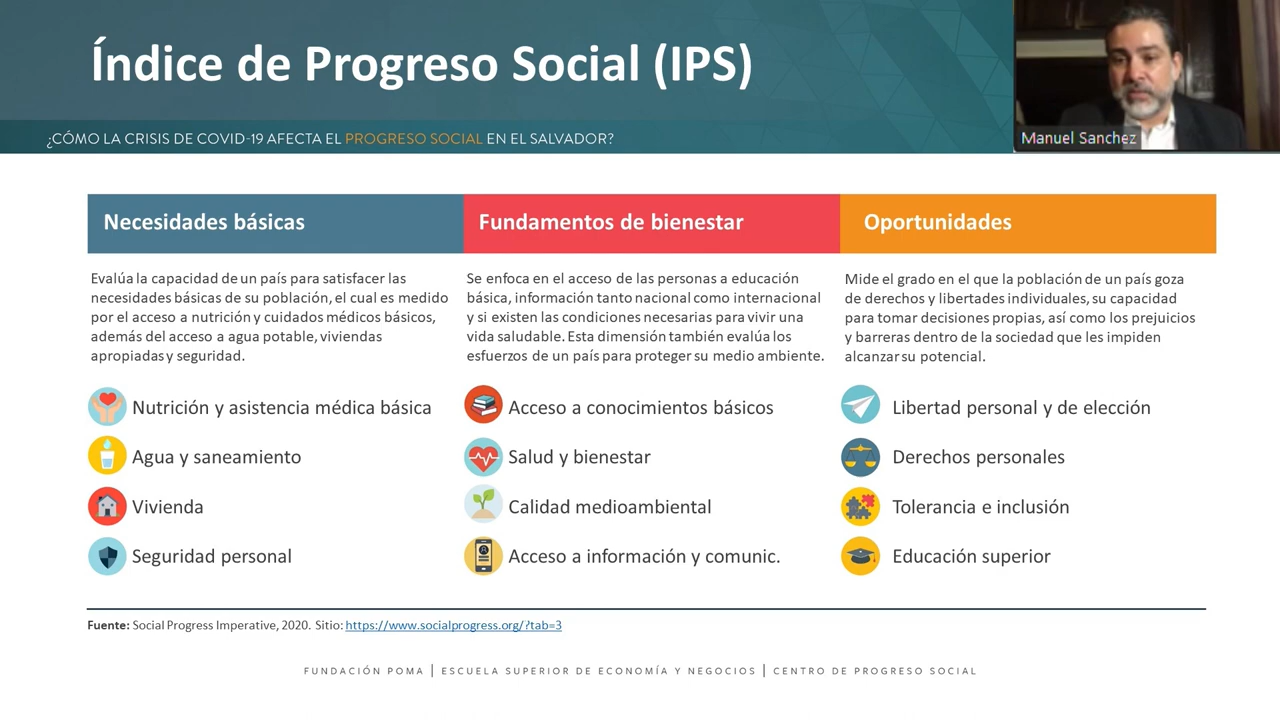 Índice de Progreso Social (IPS)
¿CÓMO LA CRISIS DE COVID-19 AFECTA EL PROGRESO SOCIAL EN EL SALVADOR?
Manuel Sanchez
Necesidades básicas
Evalúa la capacidad de un país para satisfacer las
necesidades básicas de su población, el cual es medido
por el acceso a nutrición y cuidados médicos básicos,
además del acceso a agua potable, viviendas
apropiadas y seguridad.
Nutrición y asistencia médica básica
Agua y saneamiento
Vivienda
Seguridad personal
Fundamentos de bienestar
Se enfoca en el acceso de las personas a educación
básica, información tanto nacional como internacional
y si existen las condiciones necesarias para vivir una
vida saludable. Esta dimensión también evalúa los
esfuerzos de un país para proteger su medio ambiente.
Acceso a conocimientos básicos
Salud y bienestar
Calidad medioambiental
Acceso a información y comunic.
Oportunidades
Mide el grado en el que la población de un país goza
de derechos y libertades individuales, su capacidad
para tomar decisiones propias, así como los prejuicios
y barreras dentro de la sociedad que les impiden
alcanzar su potencial.
Libertad personal y de elección
Derechos personales
Tolerancia e inclusión
Educación superior
Fuente: Social Progress Imperative, 2020. Sitio: https://www.socialprogress.org/?tab=3
FUNDACIÓN POMA | ESCUELA SUPERIOR DE ECONOMÍA Y NEGOCIOS | CENTRO DE PROGRESO SOCIAL